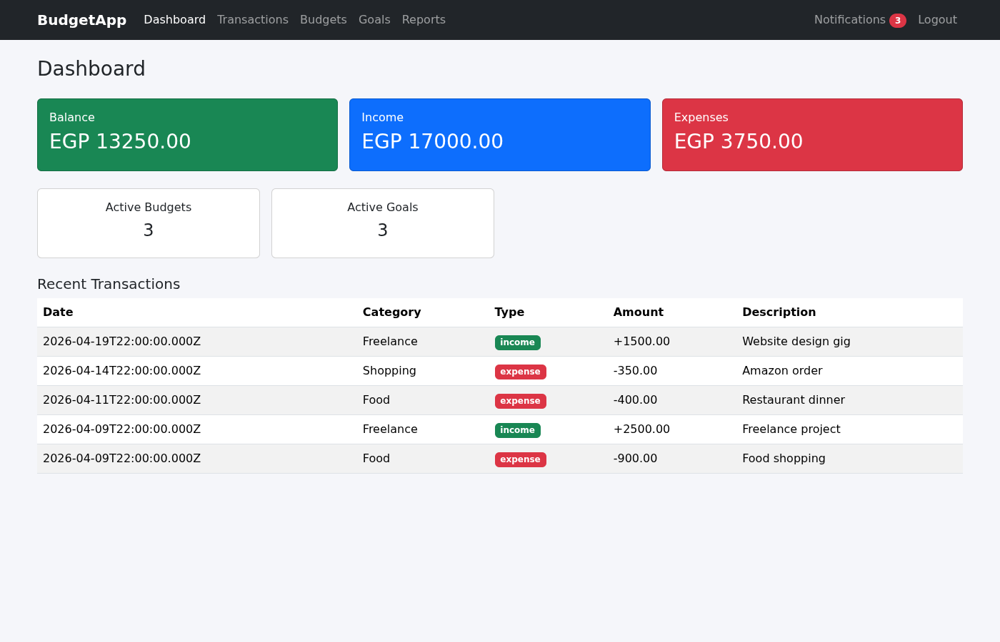 BudgetApp Dashboard Transactions Budgets Goals Reports Notifications 3 Logout
Dashboard
Balance
EGP 13250.00
Income
EGP 17000.00
Expenses
EGP 3750.00
Active Budgets
3
Active Goals
3
Recent Transactions
Date Category Type Amount Description
2026-04-19T22:00:00.000Z Freelance income +1500.00 Website design gig
2026-04-14T22:00:00.000Z Shopping expense -350.00 Amazon order
2026-04-11T22:00:00.000Z Food expense -400.00 Restaurant dinner
2026-04-09T22:00:00.000Z Freelance income +2500.00 Freelance project
2026-04-09T22:00:00.000Z Food expense -900.00 Food shopping